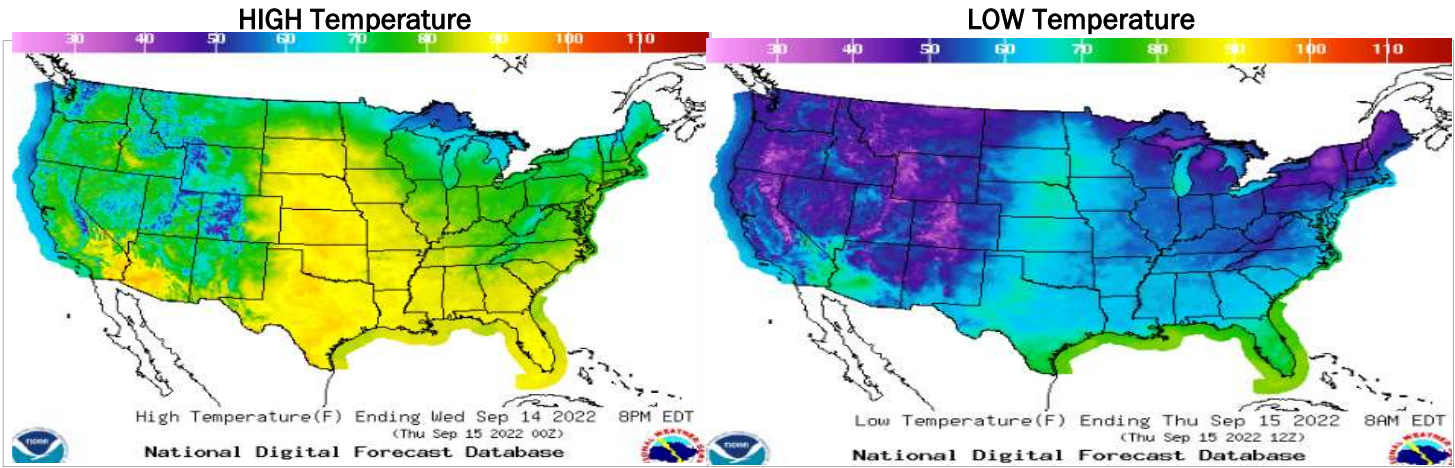 HIGH Temperature
30 40 50 60 70 80 90 100 110
High Temperature(F) Ending Wed Sep 14 2022 8PM EDT
(Thu Sep 15 2022 00Z)
National Digital Forecast Database
LOW Temperature
30 40 50 60 70 80 90 100 110
Low Temperature(F) Ending Thu Sep 15 2022 8AM EDT
(Thu Sep 15 2022 12Z)
National Digital Forecast Database